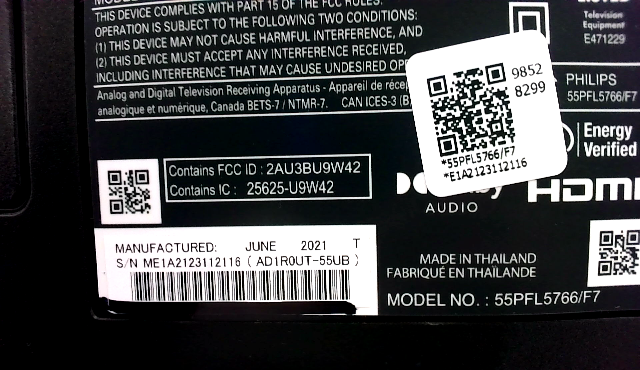 THIS DEVICE COMPLIES WITH PART 15 OF THE FCC RULES.
OPERATION IS SUBJECT TO THE FOLLOWING TWO CONDITIONS:
(1) THIS DEVICE MAY NOT CAUSE HARMFUL INTERFERENCE, AND
(2) THIS DEVICE MUST ACCEPT ANY INTERFERENCE RECEIVED,
INCLUDING INTERFERENCE THAT MAY CAUSE UNDESIRED
Analog and Digital Television Receiving Apparatus - Appareil de
analogique et numérique, Canada BETS-7 / NTMR-7. CAN ICES-3
Television
Equipment
E471229
9852
8299
*55PFL5766/F7
*E1A2123112116
PHILIPS
55PFL5766/F7
Energy
Verified
Contains FCC ID : 2AU3BU9W42
Contains IC : 25625-U9W42
AUDIO
HDMI
MANUFACTURED: JUNE 2021 T
S/N ME1A2123112116 ( AD1R0UT-55UB )
MADE IN THAILAND
FABRIQUÉ EN THAÏLANDE
MODEL NO. : 55PFL5766/F7